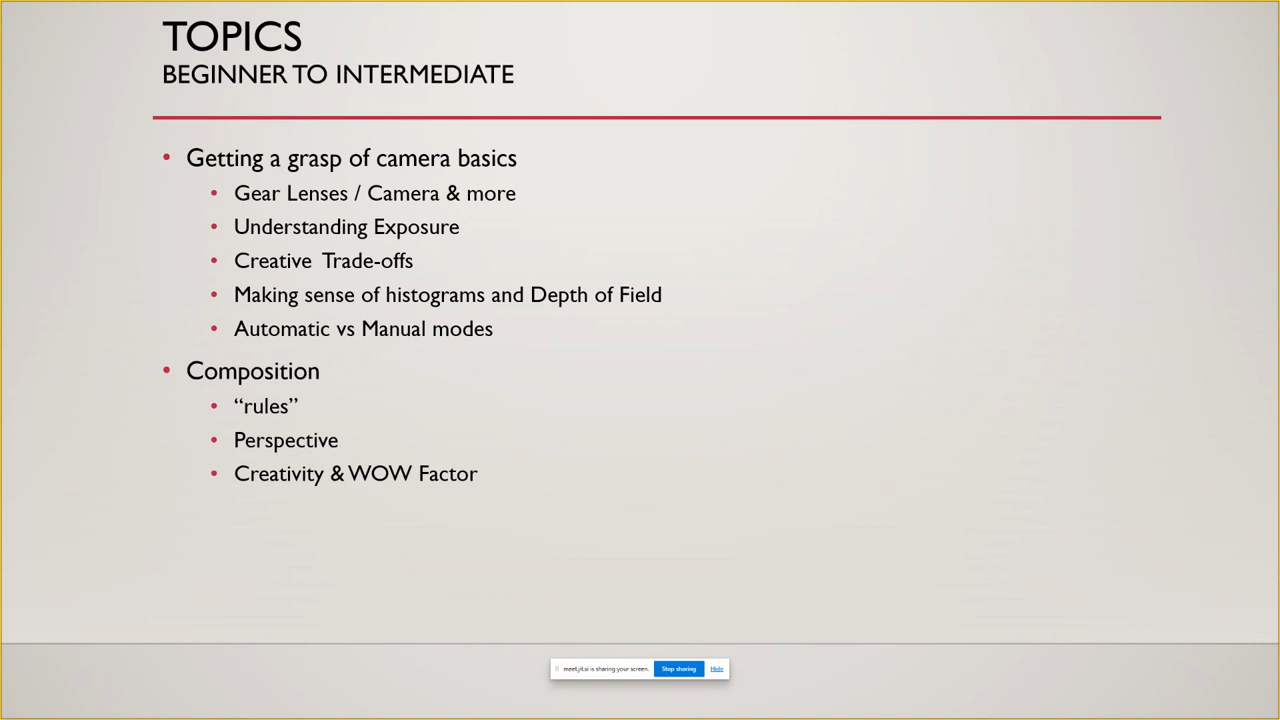 TOPICS
BEGINNER TO INTERMEDIATE
• Getting a grasp of camera basics
• Gear Lenses / Camera & more
• Understanding Exposure
• Creative Trade-offs
• Making sense of histograms and Depth of Field
• Automatic vs Manual modes
• Composition
• “rules”
• Perspective
• Creativity & WOW Factor
meet.jit.si is sharing your screen. Stop sharing Hide